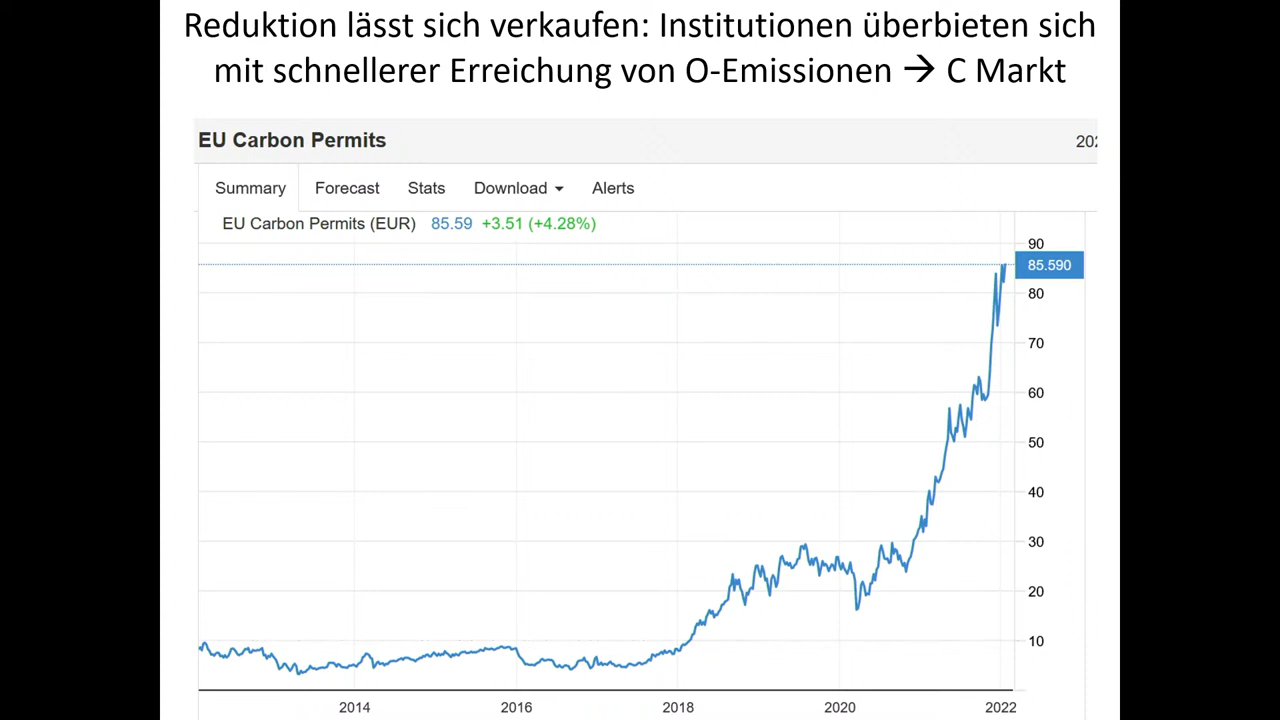 Reduktion lässt sich verkaufen: Institutionen überbieten sich
mit schnellerer Erreichung von O-Emissionen → C Markt
EU Carbon Permits
Summary Forecast Stats Download Alerts
EU Carbon Permits (EUR) 85.59 +3.51 (+4.28%)
90
85.590
80
70
60
50
40
30
20
10
2014 2016 2018 2020 2022